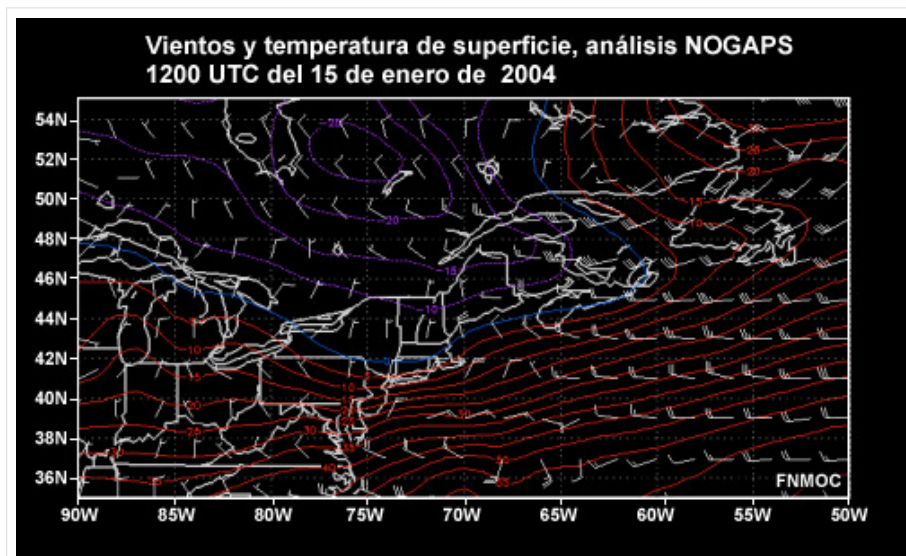 Vientos y temperatura de superficie, análisis NOGAPS
1200 UTC del 15 de enero de 2004
54N
52N
50N
48N
46N
44N
42N
40N
38N
36N
90W 85W 80W 75W 70W 65W 60W 55W 50W
FNMOC